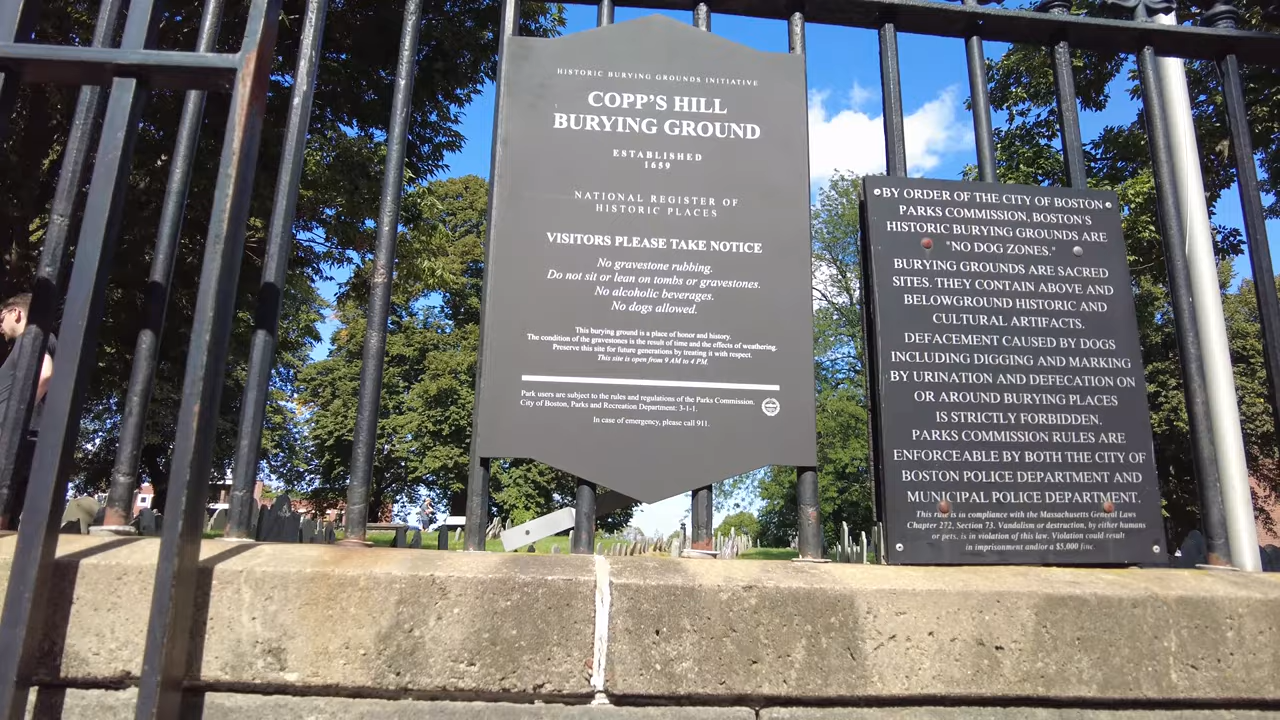 HISTORIC BURYING GROUNDS INITIATIVE
COPP'S HILL
BURYING GROUND
ESTABLISHED
1659
NATIONAL REGISTER OF
HISTORIC PLACES
VISITORS PLEASE TAKE NOTICE
No gravestone rubbing.
Do not sit or lean on tombs or gravestones.
No alcoholic beverages.
No dogs allowed.
This burying ground is a place of honor and history.
The condition of the gravestones is the result of time and the effects of weathering.
Preserve this site for future generations by treating it with respect.
This site is open from 9 AM to 4 PM.
Park users are subject to the rules and regulations of the Parks Commission.
City of Boston, Parks and Recreation Department: 3-1-1.
In case of emergency, please call 911.
BY ORDER OF THE CITY OF BOSTON
PARKS COMMISSION, BOSTON'S
HISTORIC BURYING GROUNDS ARE
"NO DOG ZONES."
BURYING GROUNDS ARE SACRED
SITES. THEY CONTAIN ABOVE AND
BELOWGROUND HISTORIC AND
CULTURAL ARTIFACTS.
DEFACEMENT CAUSED BY DOGS
INCLUDING DIGGING AND MARKING
BY URINATION AND DEFECATION ON
OR AROUND BURYING PLACES
IS STRICTLY FORBIDDEN.
PARKS COMMISSION RULES ARE
ENFORCEABLE BY BOTH THE CITY OF
BOSTON POLICE DEPARTMENT AND
MUNICIPAL POLICE DEPARTMENT.
This rule is in compliance with the Massachusetts General Laws
Chapter 272, Section 73. Vandalism or destruction, by either humans
or pets, is in violation of this law. Violation could result
in imprisonment and/or a $5,000 fine.